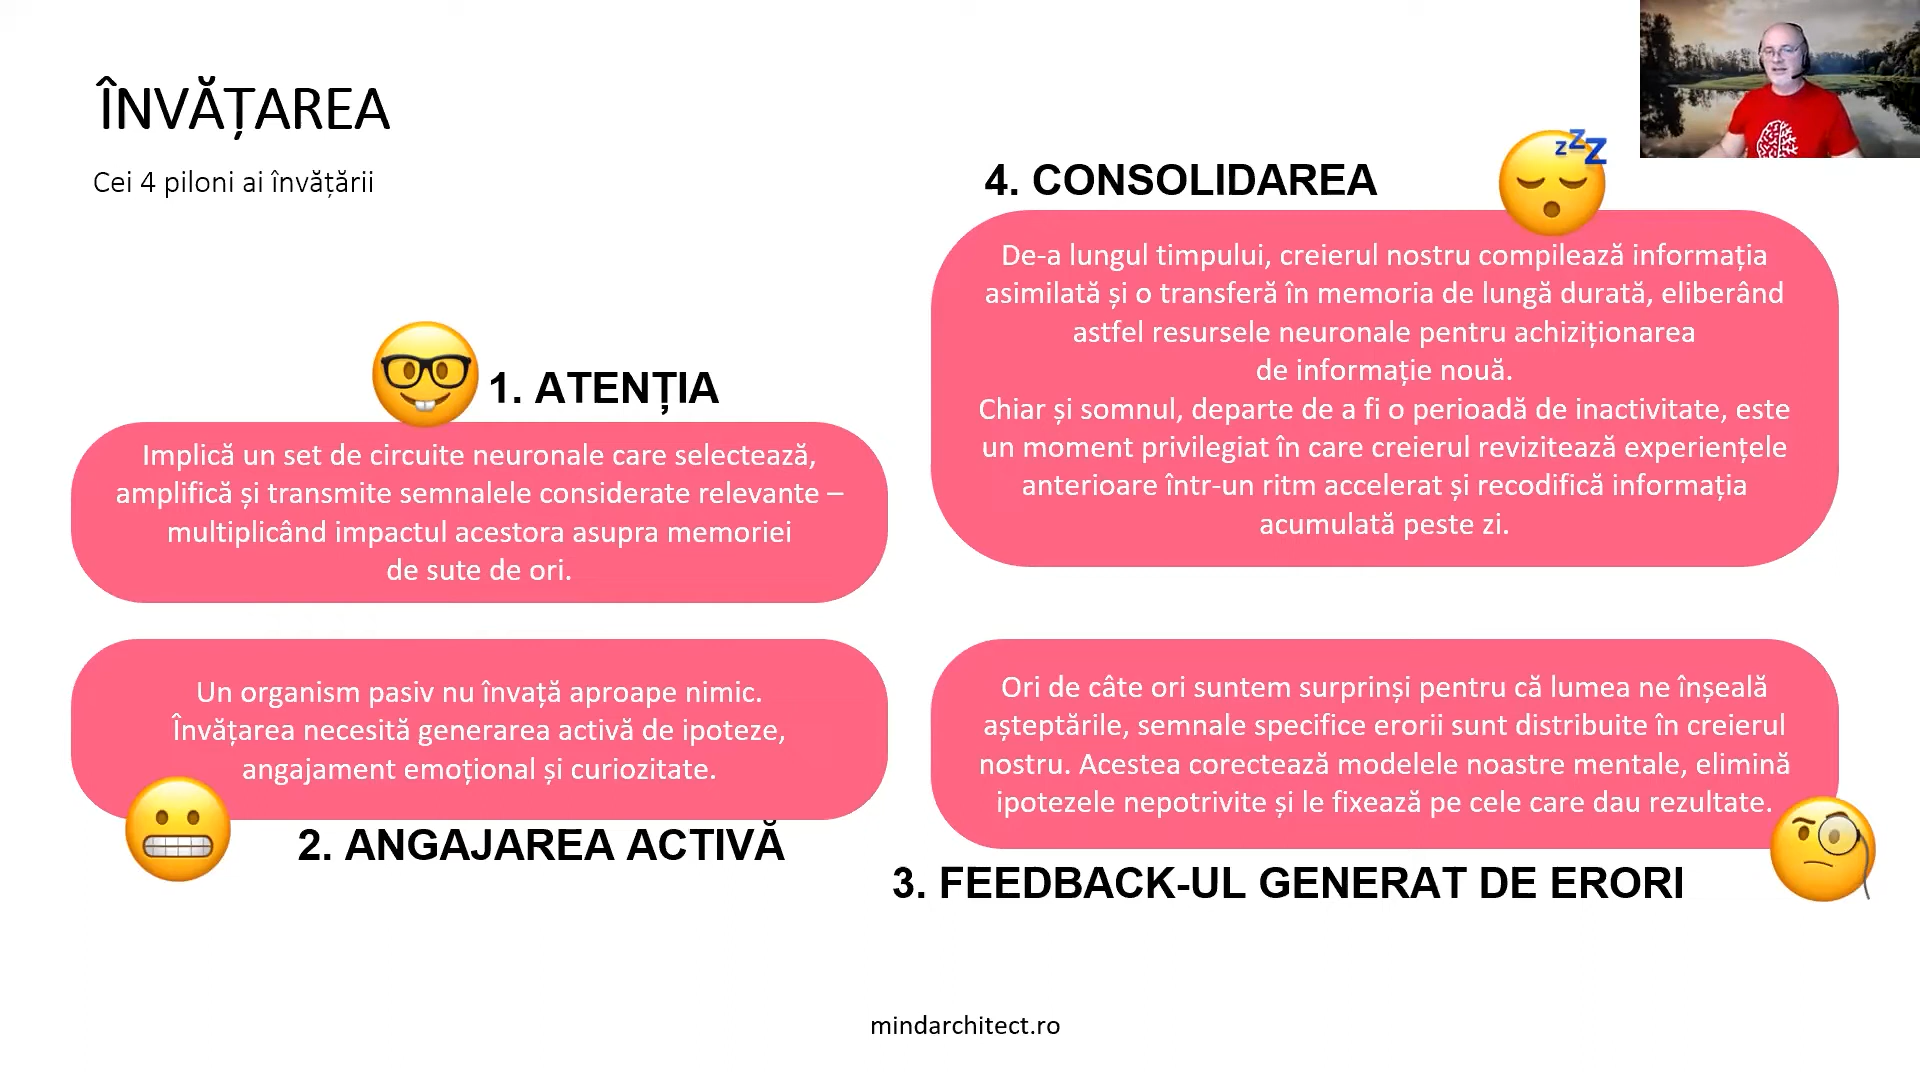 ÎNVĂȚAREA
Cei 4 piloni ai învățării
1. ATENȚIA
Implică un set de circuite neuronale care selectează,
amplifică și transmite semnalele considerate relevante –
multiplicând impactul acestora asupra memoriei
de sute de ori.
Un organism pasiv nu învață aproape nimic.
Învățarea necesită generarea activă de ipoteze,
angajament emoțional și curiozitate.
2. ANGAJAREA ACTIVĂ
Ori de câte ori suntem surprinși pentru că lumea ne înșeală
așteptările, semnale specifice erorii sunt distribuite în creierul
nostru. Acestea corectează modelele noastre mentale, elimină
ipotezele nepotrivite și le fixează pe cele care dau rezultate.
3. FEEDBACK-UL GENERAT DE ERORI
4. CONSOLIDAREA
zZZ
De-a lungul timpului, creierul nostru compilează informația
asimilată și o transferă în memoria de lungă durată, eliberând
astfel resursele neuronale pentru achiziționarea
de informație nouă.
Chiar și somnul, departe de a fi o perioadă de inactivitate, este
un moment privilegiat în care creierul revizitează experiențele
anterioare într-un ritm accelerat și recodifică informația
acumulată peste zi.
mindarchitect.ro